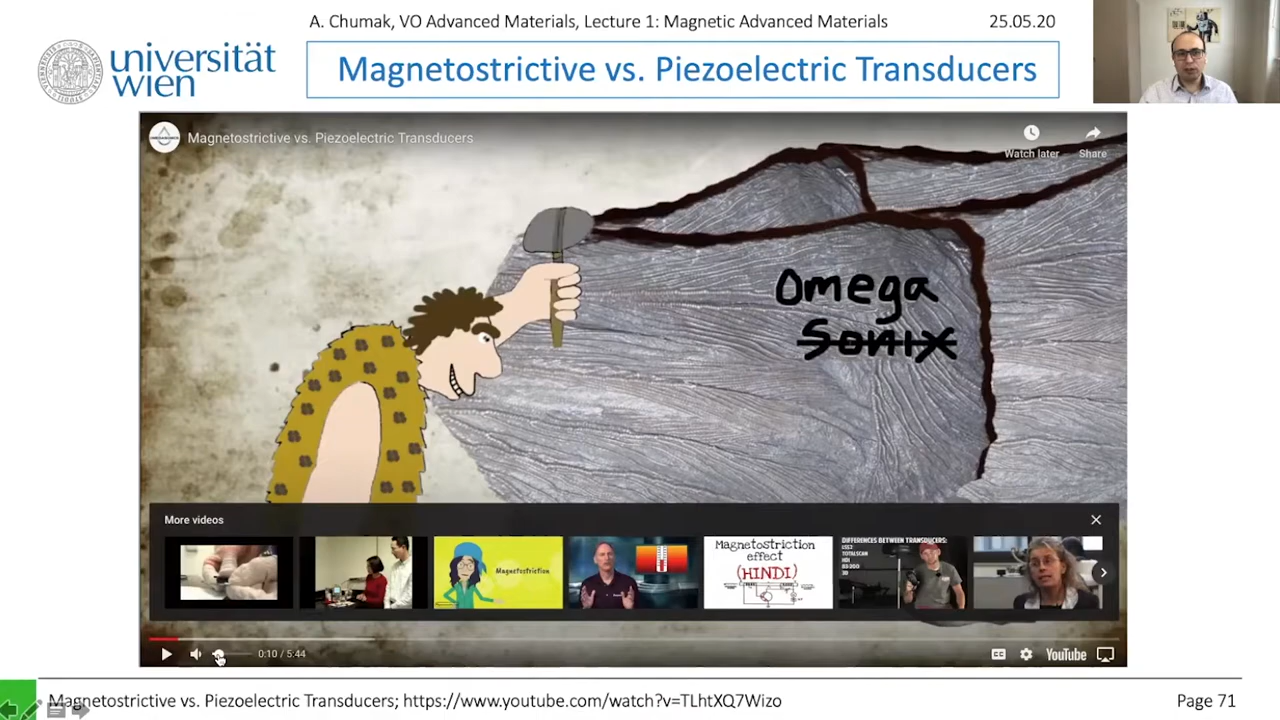 A. Chumak, VO Advanced Materials, Lecture 1: Magnetic Advanced Materials
25.05.20
universität
wien
Magnetostrictive vs. Piezoelectric Transducers
Magnetostrictive vs. Piezoelectric Transducers
Watch later
Share
Omega
Sonix
More videos
Magnetostriction
Magnetostriction
effect
(HINDI)
DIFFERENCES BETWEEN TRANSDUCERS:
TOTALSCAN
0:10 / 5:44
CC
YouTube
Magnetostrictive vs. Piezoelectric Transducers; https://www.youtube.com/watch?v=TLhtXQ7Wizo
Page 71